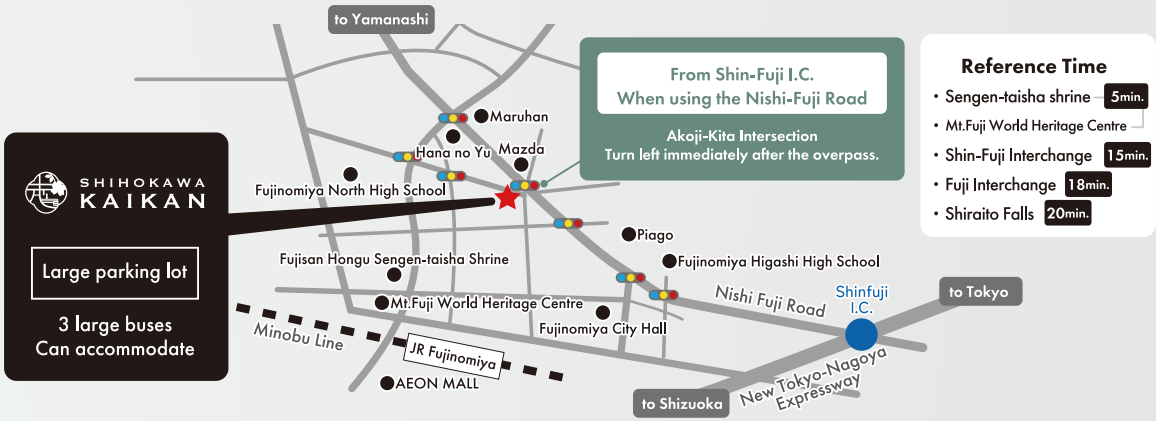 to Yamanashi
From Shin-Fuji I.C.
When using the Nishi-Fuji Road
Akoji-Kita Intersection
Turn left immediately after the overpass.
Reference Time
・ Sengen-taisha shrine 5min.
・ Mt.Fuji World Heritage Centre
・ Shin-Fuji Interchange 15min.
・ Fuji Interchange 18min.
・ Shiraito Falls 20min.
SHIHOKAWA
KAIKAN
Large parking lot
3 large buses
Can accommodate
Maruhan
Hana no Yu
Mazda
Fujinomiya North High School
Piago
Fujisan Hongu Sengen-taisha Shrine
Fujinomiya Higashi High School
Mt.Fuji World Heritage Centre
Fujinomiya City Hall
Nishi Fuji Road
Shinfuji
I.C.
to Tokyo
Minobu Line
JR Fujinomiya
AEON MALL
to Shizuoka
New Tokyo-Nagoya
Expressway